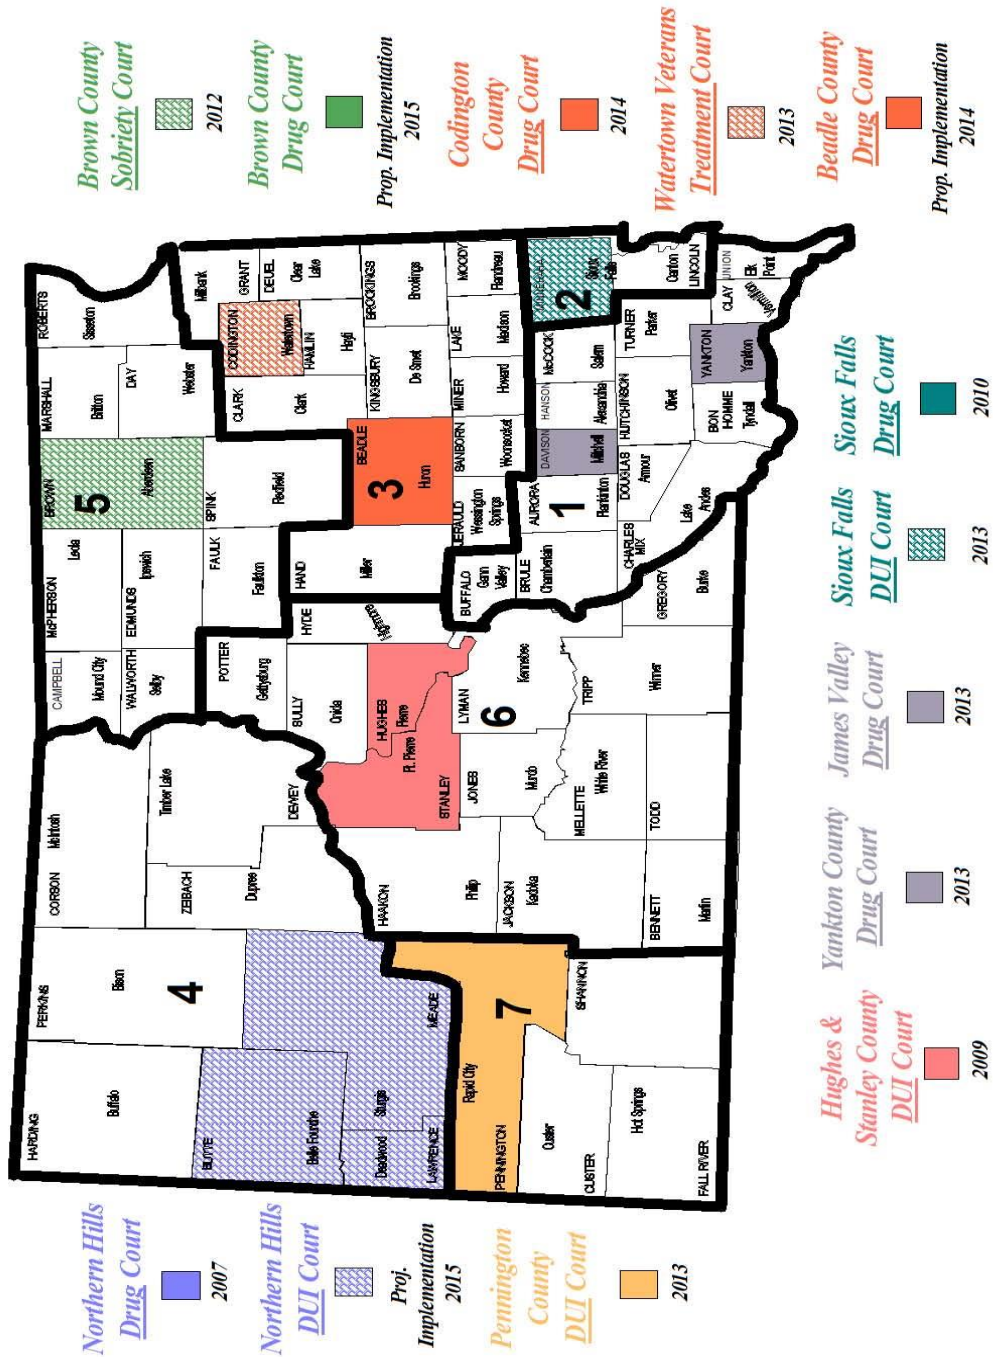 Northern Hills
Drug Court
2007
Northern Hills
DUI Court
Proj.
Implementation
2015
Pennington
County
DUI Court
2013
HARDING
Buffalo
PERKINS
Bison
4
BUTTE
Belle Fourche
MEADE
Sturgis
Deadwood
LAWRENCE
PENNINGTON
Rapid City
7
Custer
CUSTER
Hot Springs
FALL RIVER
SHANNON
CORSON
McIntosh
ZIEBACH
Dupree
Timber Lake
DEWEY
HAAKON
Philip
JACKSON
Kadoka
BENNETT
Martin
STANLEY
Ft. Pierre
HUGHES
Pierre
JONES
Murdo
MELLETTE
White River
TODD
LYMAN
Kennebec
6
TRIPP
Winner
GREGORY
Burke
SULLY
Onida
POTTER
Gettysburg
HYDE
Highmore
CAMPBELL
Mound City
WALWORTH
Selby
McPHERSON
Leola
EDMUNDS
Ipswich
FAULK
Faulkton
HAND
Miller
BROWN
5
Aberdeen
SPINK
Redfield
MARSHALL
Britton
DAY
Webster
ROBERTS
Sisseton
CLARK
Clark
CODINGTON
Watertown
HAMLIN
Hayti
GRANT
Milbank
DEUEL
Clear
Lake
BEADLE
3
Huron
KINGSBURY
De Smet
BROOKINGS
Brookings
BUFFALO
Gann
Valley
JERAULD
Wessington
Springs
SANBORN
Woonsocket
MINER
Howard
LAKE
Madison
MOODY
Flandreau
BRULE
Chamberlain
AURORA
Plankinton
1
DAVISON
Mitchell
HANSON
Alexandria
McCOOK
Salem
MINNEHAHA
2
Sioux
Falls
CHARLES
MIX
Lake
Andes
DOUGLAS
Armour
HUTCHINSON
Olivet
TURNER
Parker
LINCOLN
Canton
BON
HOMME
Tyndall
YANKTON
Yankton
CLAY
Vermillion
UNION
Elk
Point
Hughes &
Stanley County
DUI Court
2009
Yankton County
Drug Court
2013
James Valley
Drug Court
2013
Sioux Falls
DUI Court
2013
Sioux Falls
Drug Court
2010
Brown County
Sobriety Court
2012
Brown County
Drug Court
Prop. Implementation
2015
Codington
County
Drug Court
2014
Watertown Veterans
Treatment Court
2013
Beadle County
Drug Court
Prop. Implementation
2014